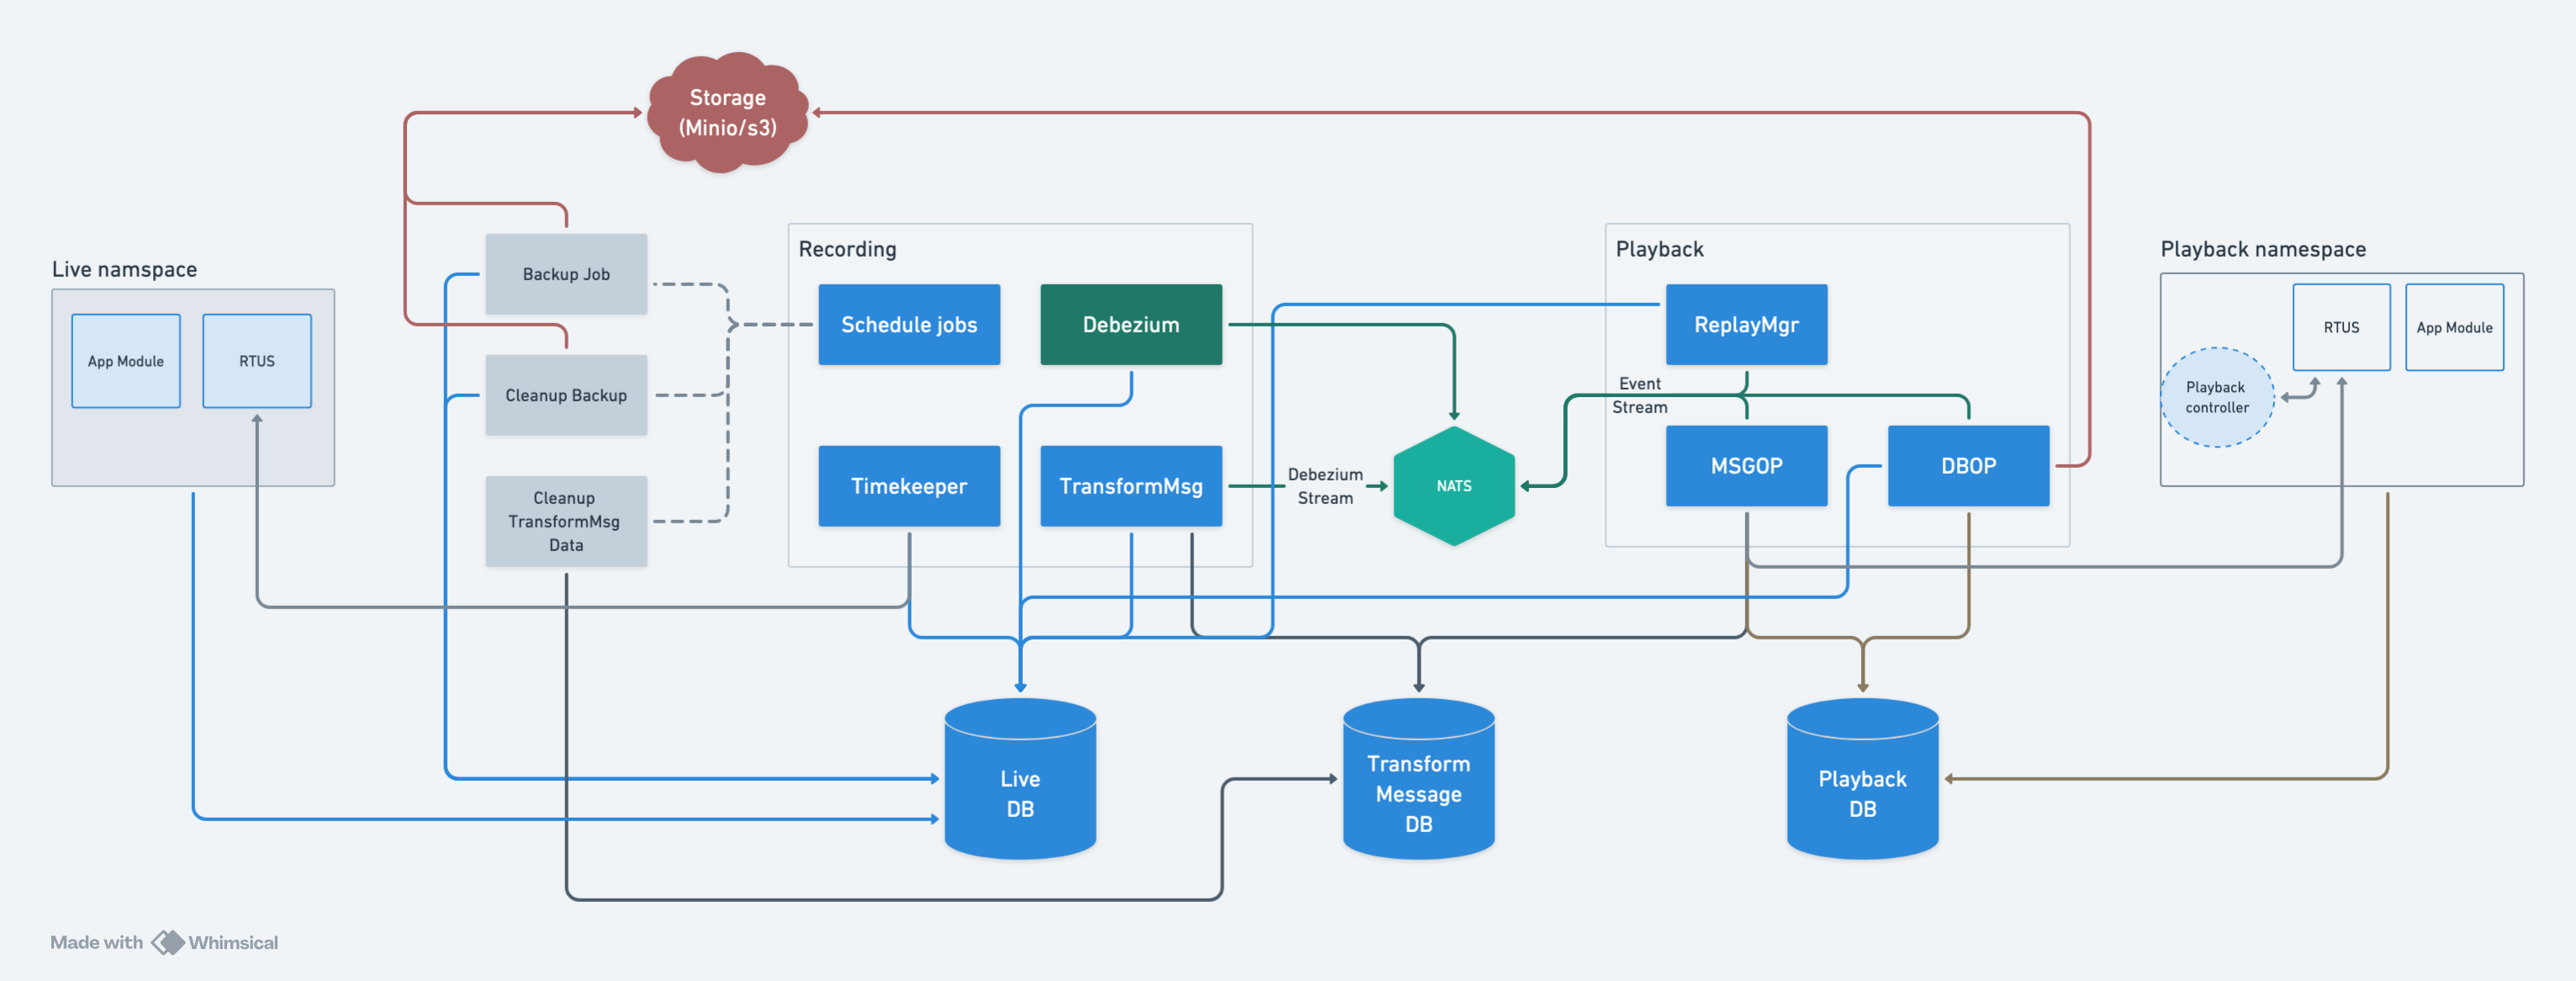 Storage
(Minio/s3)
Live namspace
App Module
RTUS
Backup Job
Cleanup Backup
Cleanup
TransformMsg
Data
Recording
Schedule jobs
Debezium
Timekeeper
TransformMsg
Debezium
Stream
NATS
Event
Stream
Playback
ReplayMgr
MSGOP
DBOP
Playback namespace
RTUS
App Module
Playback
controller
Live
DB
Transform
Message
DB
Playback
DB
Made with Whimsical